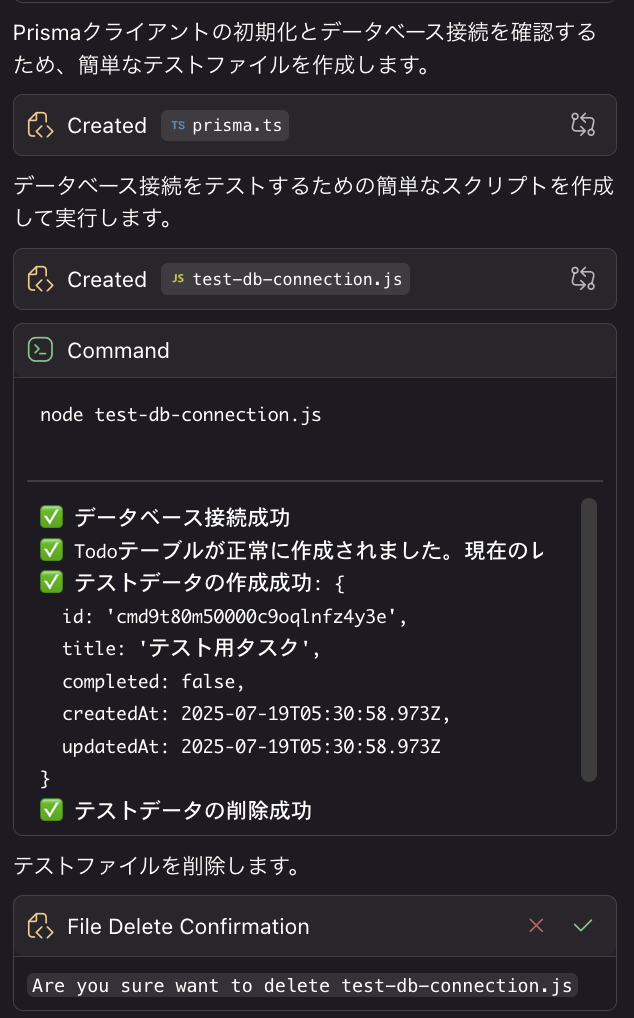 Prismaクライアントの初期化とデータベース接続を確認する
ため、簡単なテストファイルを作成します。
Created TS prisma.ts
データベース接続をテストするための簡単なスクリプトを作成
して実行します。
Created JS test-db-connection.js
Command
node test-db-connection.js
✅ データベース接続成功
✅ Todoテーブルが正常に作成されました。現在のレ
✅ テストデータの作成成功: {
id: 'cmd9t80m50000c9oqlnfz4y3e',
title: 'テスト用タスク',
completed: false,
createdAt: 2025-07-19T05:30:58.973Z,
updatedAt: 2025-07-19T05:30:58.973Z
}
✅ テストデータの削除成功
テストファイルを削除します。
File Delete Confirmation
Are you sure want to delete test-db-connection.js